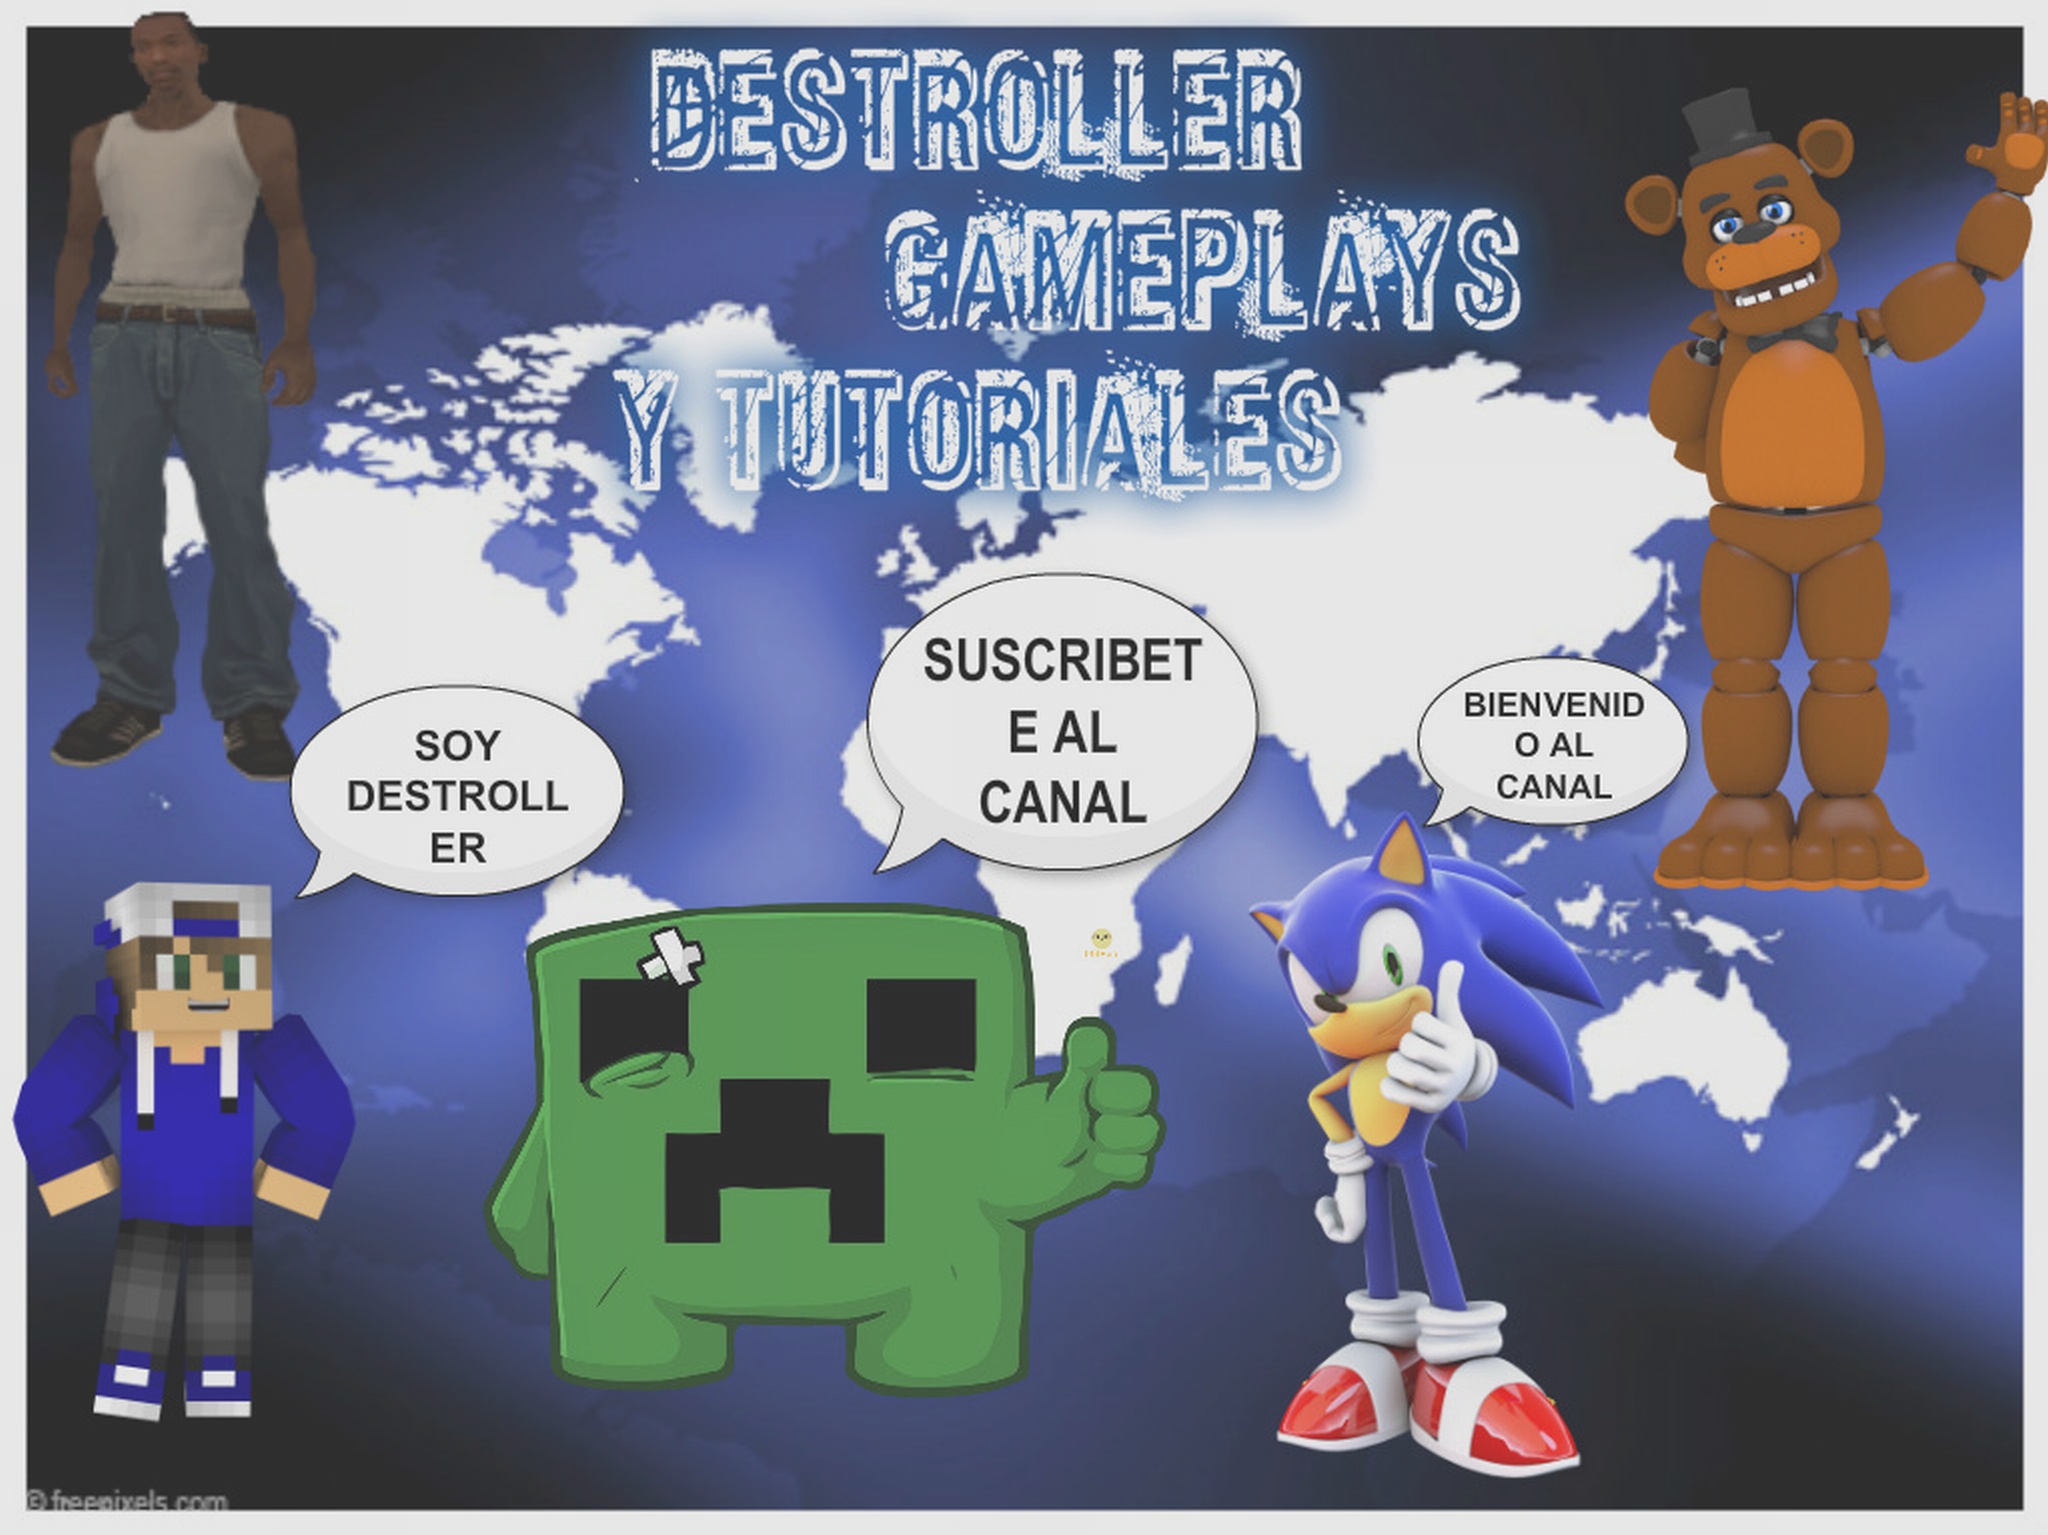 DESTROLLER
GAMEPLAYS
Y TUTORIALES
SUSCRIBET
E AL
CANAL
SOY
DESTROLL
ER
BIENVENID
O AL
CANAL
© freepixels.com